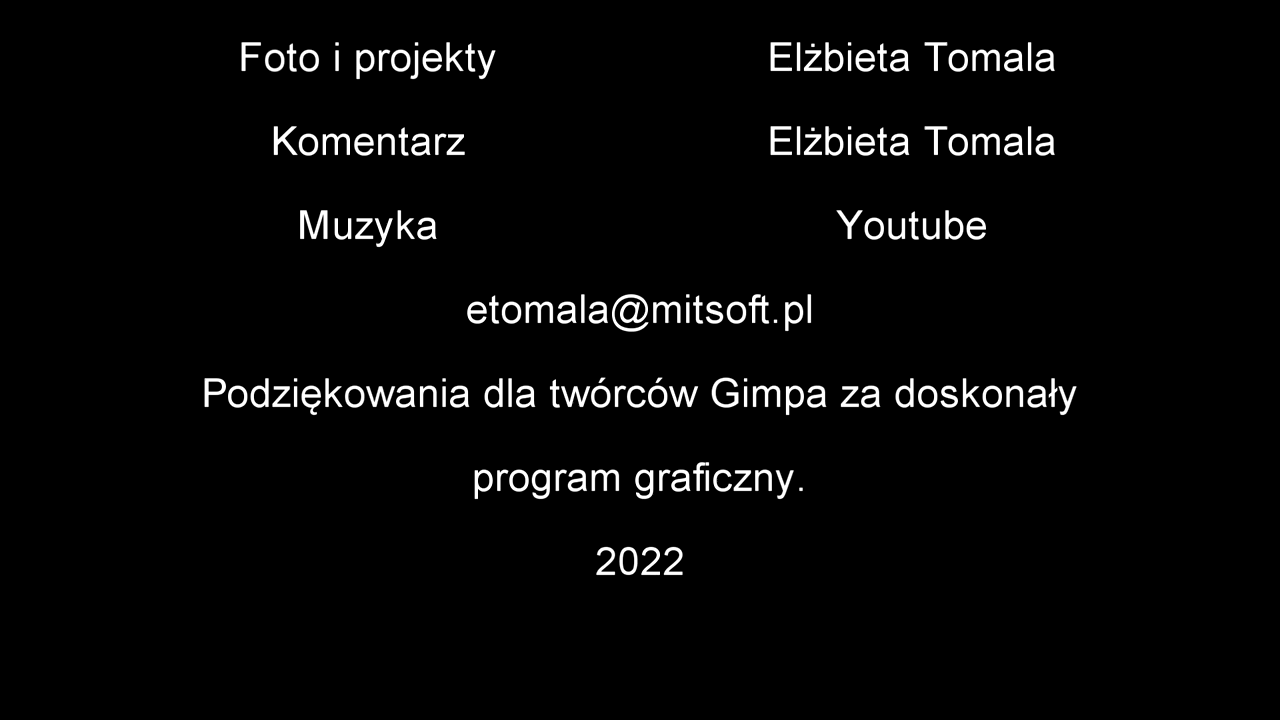 Foto i projekty Elżbieta Tomala
Komentarz Elżbieta Tomala
Muzyka Youtube
etomala@mitsoft.pl
Podziękowania dla twórców Gimpa za doskonały
program graficzny.
2022